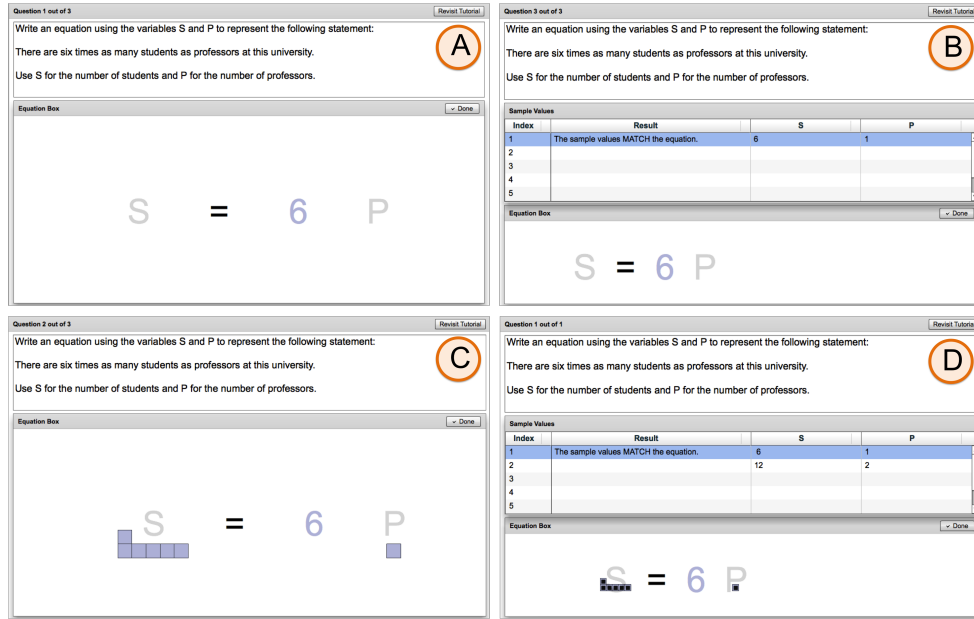 Question 1 out of 3 Revisit Tutorial
Write an equation using the variables S and P to represent the following statement:
A
There are six times as many students as professors at this university.
Use S for the number of students and P for the number of professors.
Equation Box Done
S = 6 P
Question 3 out of 3 Revisit Tutorial
Write an equation using the variables S and P to represent the following statement:
B
There are six times as many students as professors at this university.
Use S for the number of students and P for the number of professors.
Sample Values
Index Result S P
1 The sample values MATCH the equation. 6 1
2
3
4
5
Equation Box Done
S = 6 P
Question 2 out of 3 Revisit Tutorial
Write an equation using the variables S and P to represent the following statement:
C
There are six times as many students as professors at this university.
Use S for the number of students and P for the number of professors.
Equation Box Done
S = 6 P
Question 1 out of 1 Revisit Tutorial
Write an equation using the variables S and P to represent the following statement:
D
There are six times as many students as professors at this university.
Use S for the number of students and P for the number of professors.
Sample Values
Index Result S P
1 The sample values MATCH the equation. 6 1
2 12 2
3
4
5
Equation Box Done
S = 6 P